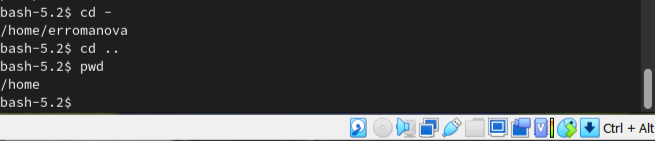 bash-5.2$ cd -
/home/erromanova
bash-5.2$ cd ..
bash-5.2$ pwd
/home
bash-5.2$
Ctrl + Alt